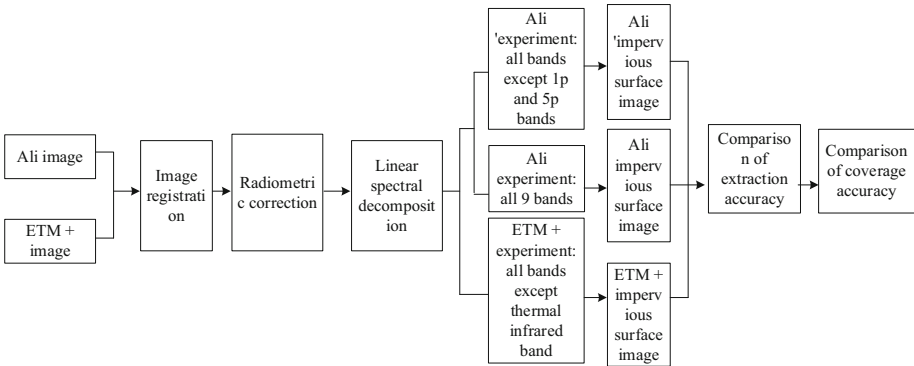 Ali image
ETM +
image
Image
registrati
on
Radiometri
c correction
Linear
spectral
decomposit
ion
Ali
'experiment:
all bands
except 1p
and 5p
bands
Ali
experiment:
all 9 bands
ETM +
experiment:
all bands
except
thermal
infrared
band
Ali
'imperv
ious
surface
image
Ali
impervi
ous
surface
image
ETM +
imperv
ious
surface
image
Compariso
n of
extraction
accuracy
Comparison
of coverage
accuracy